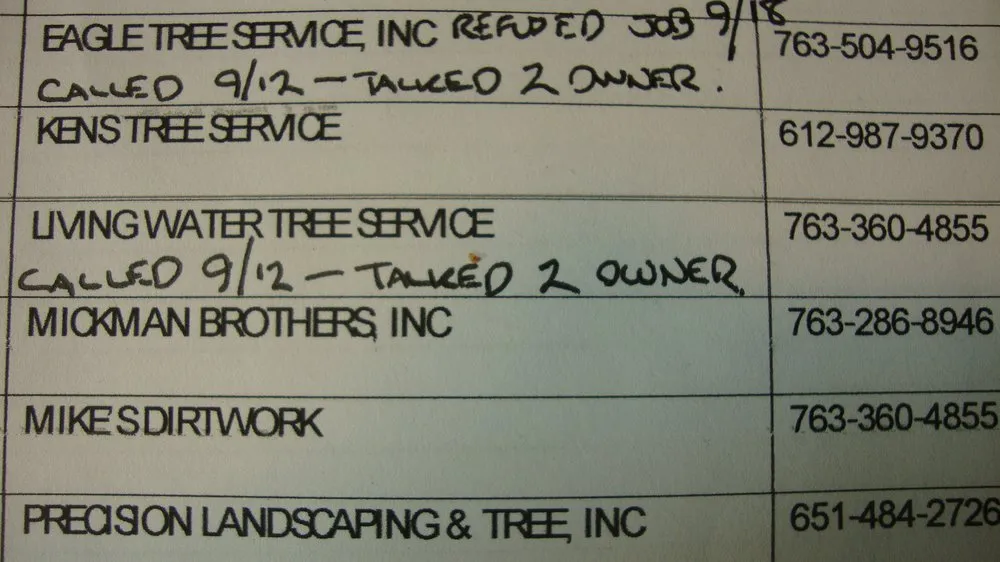 EAGLE TREE SERVICE, INC REFUDED JOB 9/18 763-504-9516
CALLED 9/12 — TALKED 2 OWNER.
KENS TREE SERVICE 612-987-9370
LIVING WATER TREE SERVICE 763-360-4855
CALLED 9/12 — TALKED 2 OWNER.
MICKMAN BROTHERS, INC 763-286-8946
MIKE'S DIRTWORK 763-360-4855
PRECISION LANDSCAPING & TREE, INC 651-484-2726